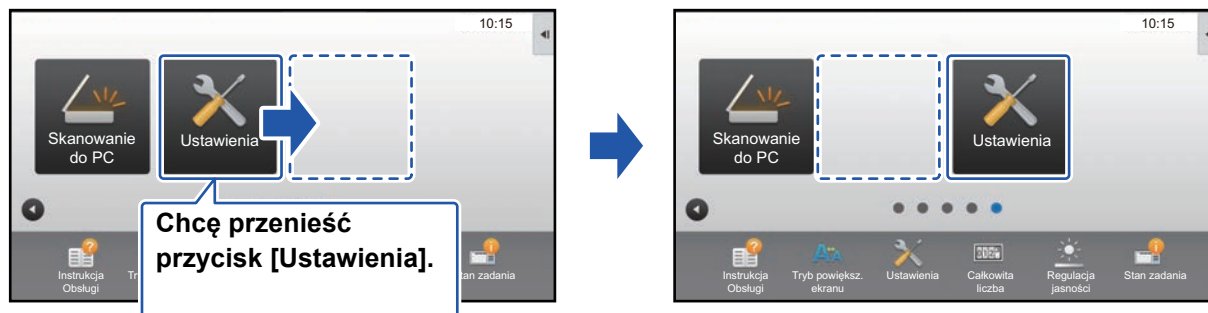 10:15
Skanowanie
do PC
Ustawienia
Chcę przenieść
przycisk [Ustawienia].
Instrukcja
Obsługi
Tr
tan zadania
10:15
Skanowanie
do PC
Ustawienia
Instrukcja
Obsługi
Tryb powiększ.
ekranu
Ustawienia
Całkowita
liczba
Regulacja
jasności
Stan zadania